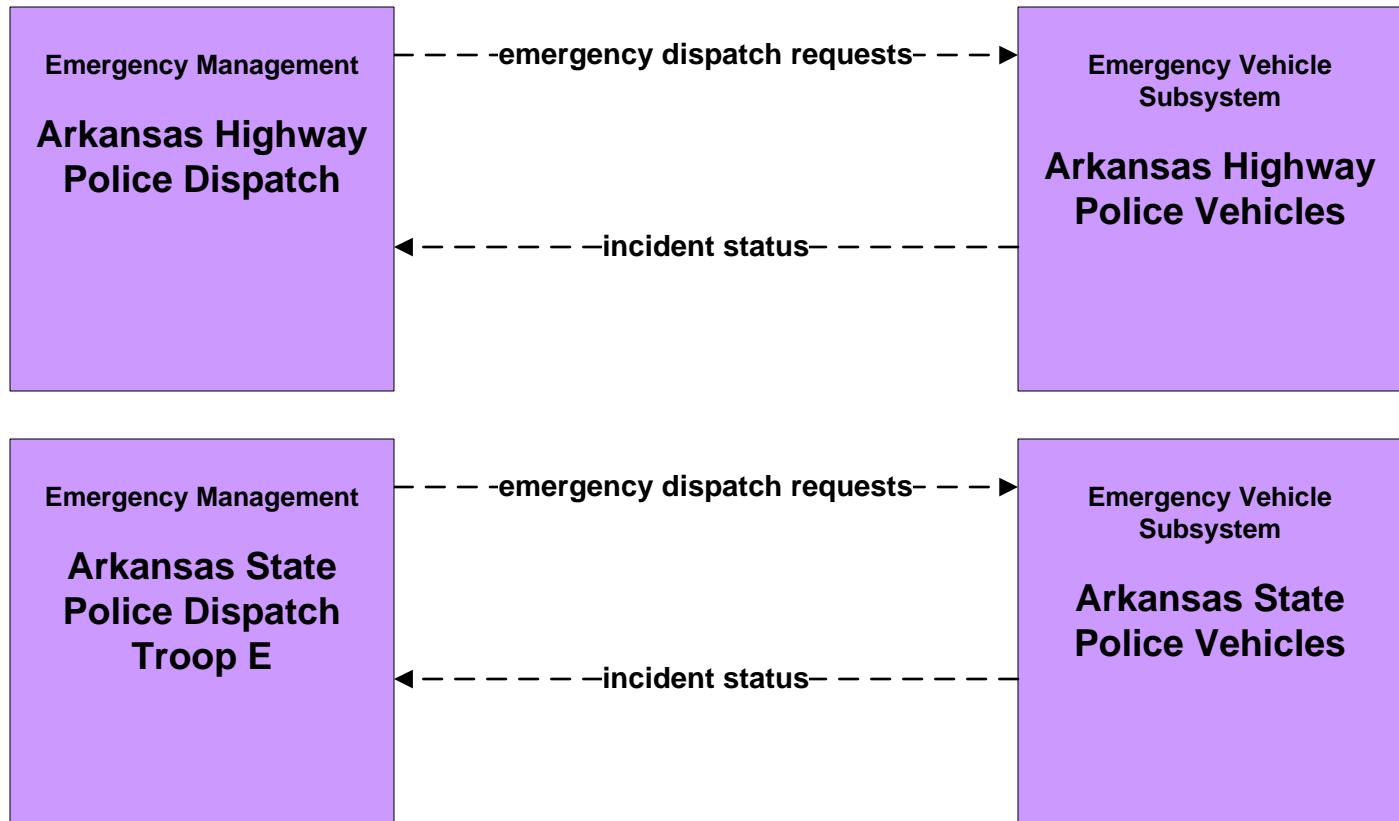 Emergency Management
Arkansas Highway
Police Dispatch
emergency dispatch requests
incident status
Emergency Vehicle
Subsystem
Arkansas Highway
Police Vehicles
Emergency Management
Arkansas State
Police Dispatch
Troop E
emergency dispatch requests
incident status
Emergency Vehicle
Subsystem
Arkansas State
Police Vehicles